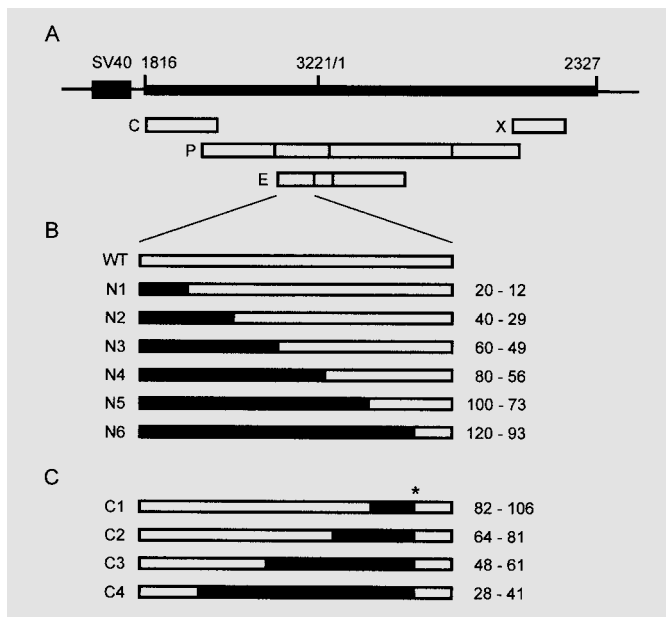 A
SV40 1816 3221/1 2327
C X
P
E
B
WT
N1 20 - 12
N2 40 - 29
N3 60 - 49
N4 80 - 56
N5 100 - 73
N6 120 - 93
C
*
C1 82 - 106
C2 64 - 81
C3 48 - 61
C4 28 - 41